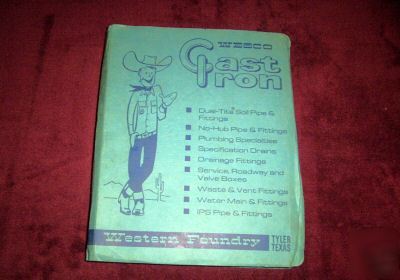 WESCO
Cast
Iron
Dual-Tite Soil Pipe &
Fittings
No-Hub Pipe & Fittings
Plumbing Specialties
Specification Drains
Drainage Fittings
Service, Roadway and
Valve Boxes
Waste & Vent Fittings
Water Main & Fittings
IPS Pipe & Fittings
Western Foundry
TYLER
TEXAS